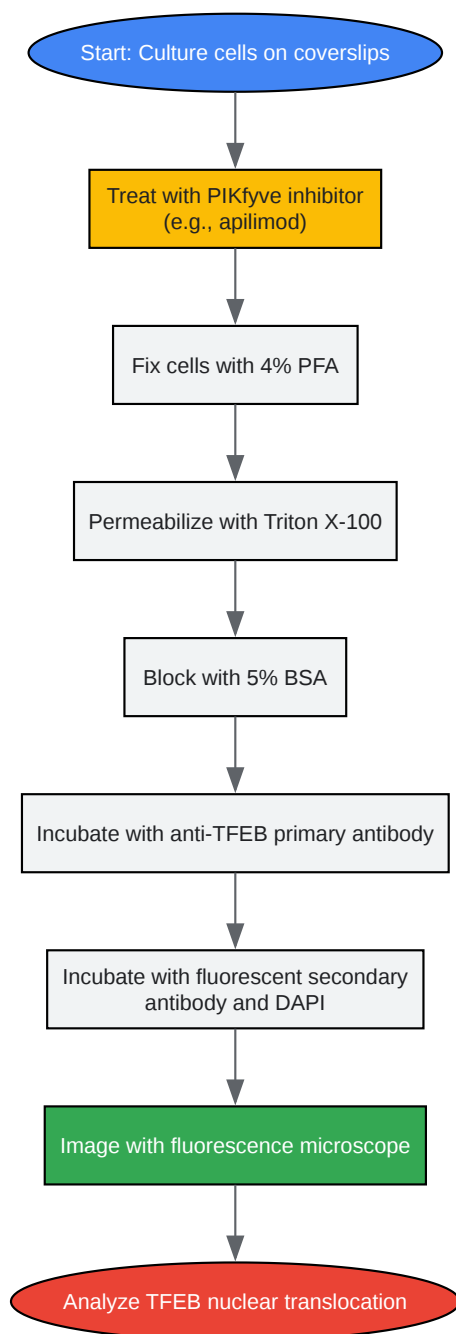 Start: Culture cells on coverslips
Treat with PIKfyve inhibitor
(e.g., apilimod)
Fix cells with 4% PFA
Permeabilize with Triton X-100
Block with 5% BSA
Incubate with anti-TFEB primary antibody
Incubate with fluorescent secondary
antibody and DAPI
Image with fluorescence microscope
Analyze TFEB nuclear translocation